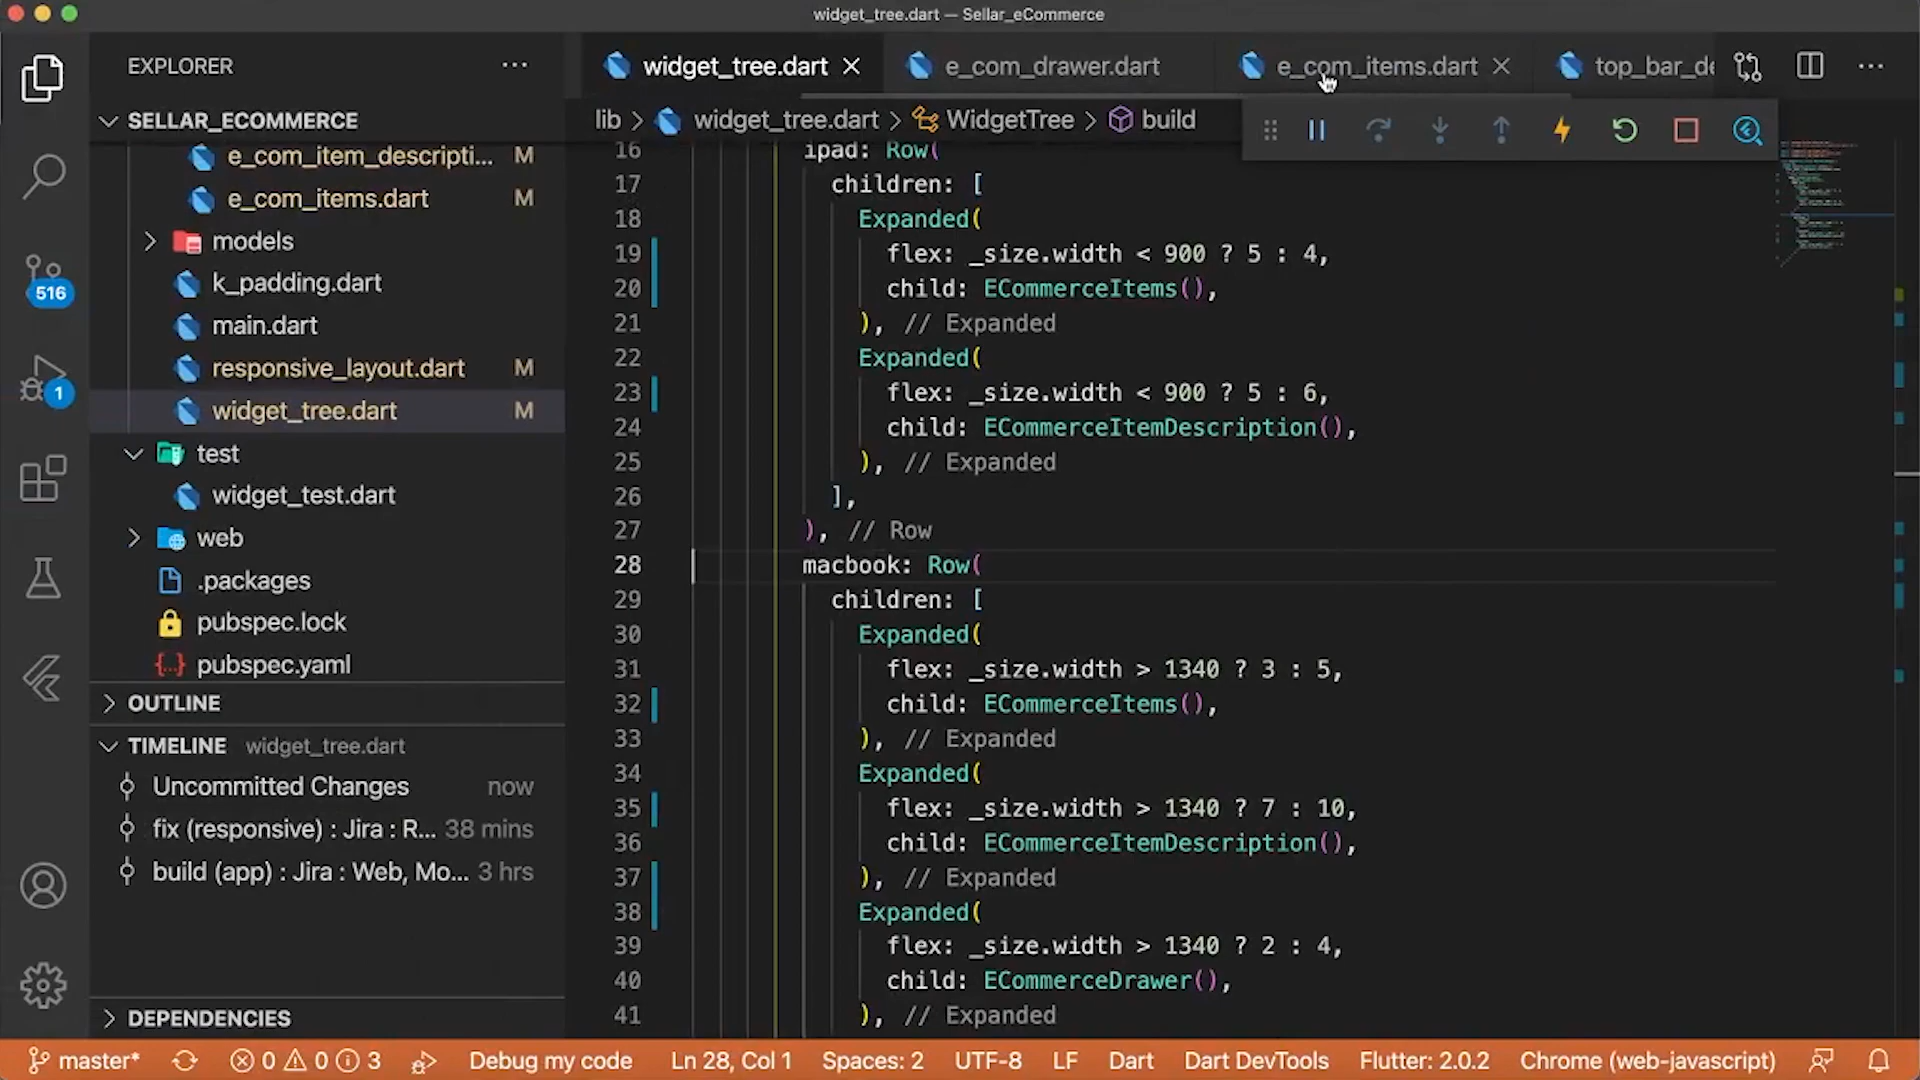 widget_tree.dart — Sellar_eCommerce
EXPLORER
SELLAR_ECOMMERCE
e_com_item_descripti... M
e_com_items.dart M
models
k_padding.dart
main.dart
responsive_layout.dart M
widget_tree.dart M
test
widget_test.dart
web
.packages
pubspec.lock
pubspec.yaml
OUTLINE
TIMELINE widget_tree.dart
Uncommitted Changes now
fix (responsive) : Jira : R... 38 mins
build (app) : Jira : Web, Mo... 3 hrs
DEPENDENCIES
516
1
widget_tree.dart
e_com_drawer.dart
e_com_items.dart
top_bar_de
lib > widget_tree.dart > WidgetTree > build
16 ipad: Row(
17 children: [
18 Expanded(
19 flex: _size.width < 900 ? 5 : 4,
20 child: ECommerceItems(),
21 ), // Expanded
22 Expanded(
23 flex: _size.width < 900 ? 5 : 6,
24 child: ECommerceItemDescription(),
25 ), // Expanded
26 ],
27 ), // Row
28 macbook: Row(
29 children: [
30 Expanded(
31 flex: _size.width > 1340 ? 3 : 5,
32 child: ECommerceItems(),
33 ), // Expanded
34 Expanded(
35 flex: _size.width > 1340 ? 7 : 10,
36 child: ECommerceItemDescription(),
37 ), // Expanded
38 Expanded(
39 flex: _size.width > 1340 ? 2 : 4,
40 child: ECommerceDrawer(),
41 ), // Expanded
master* 0 0 3 Debug my code Ln 28, Col 1 Spaces: 2 UTF-8 LF Dart Dart DevTools Flutter: 2.0.2 Chrome (web-javascript)